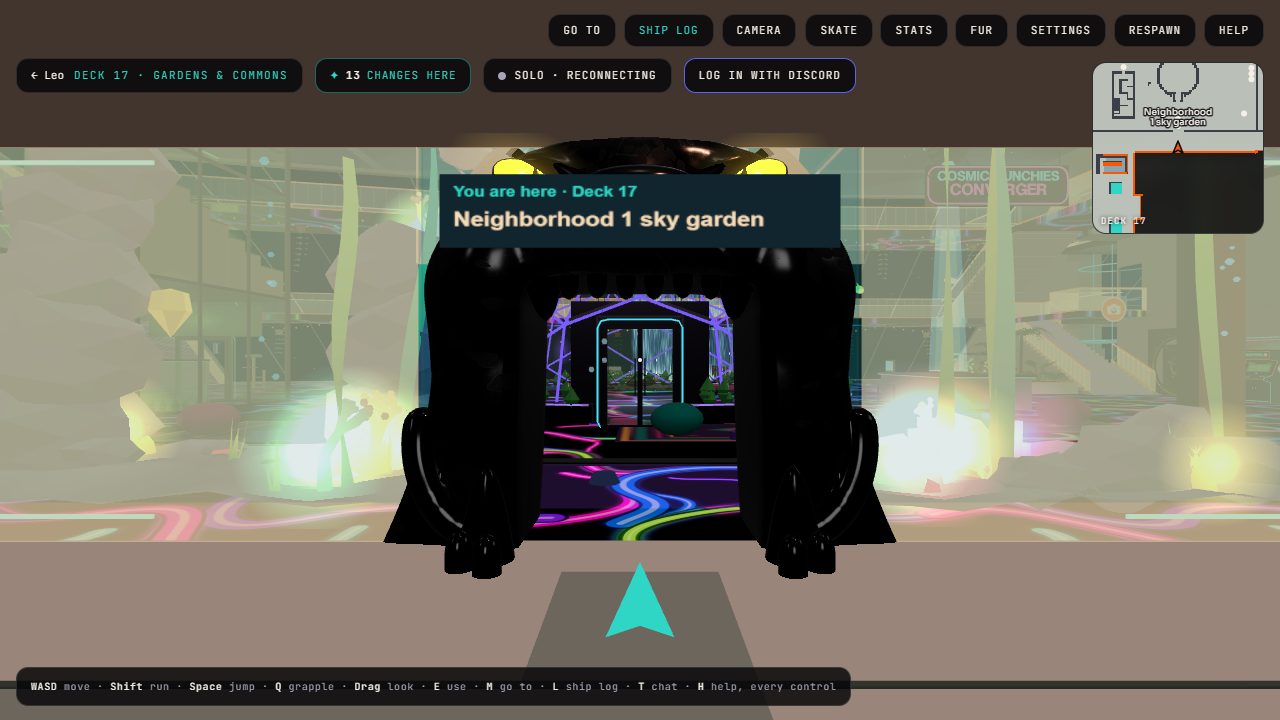 GO TO
SHIP LOG
CAMERA
SKATE
STATS
FUR
SETTINGS
RESPAWN
HELP
← Leo DECK 17 · GARDENS & COMMONS
✦ 13 CHANGES HERE
SOLO · RECONNECTING
LOG IN WITH DISCORD
Neighborhood
1 sky garden
DECK 17
You are here · Deck 17
Neighborhood 1 sky garden
WASD move · Shift run · Space jump · Q grapple · Drag look · E use · M go to · L ship log · T chat · H help, every control